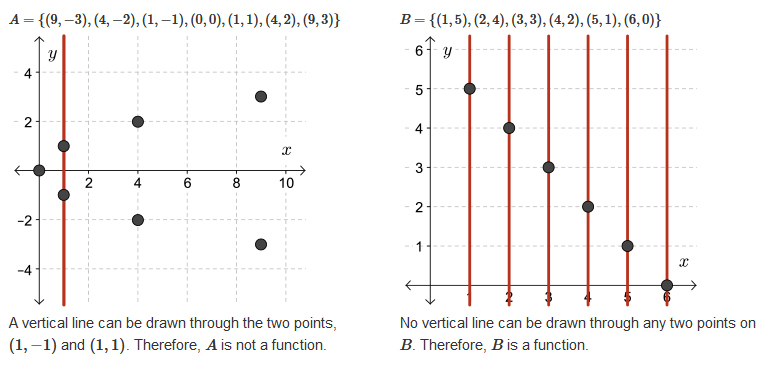 A = {(9, −3), (4, −2), (1, −1), (0, 0), (1, 1), (4, 2), (9, 3)}
y
4
2
x
2 4 6 8 10
−2
−4
A vertical line can be drawn through the two points,
(1, −1) and (1, 1). Therefore, A is not a function.
B = {(1, 5), (2, 4), (3, 3), (4, 2), (5, 1), (6, 0)}
6 y
5
4
3
2
1
x
2 3 4 5 6
No vertical line can be drawn through any two points on
B. Therefore, B is a function.